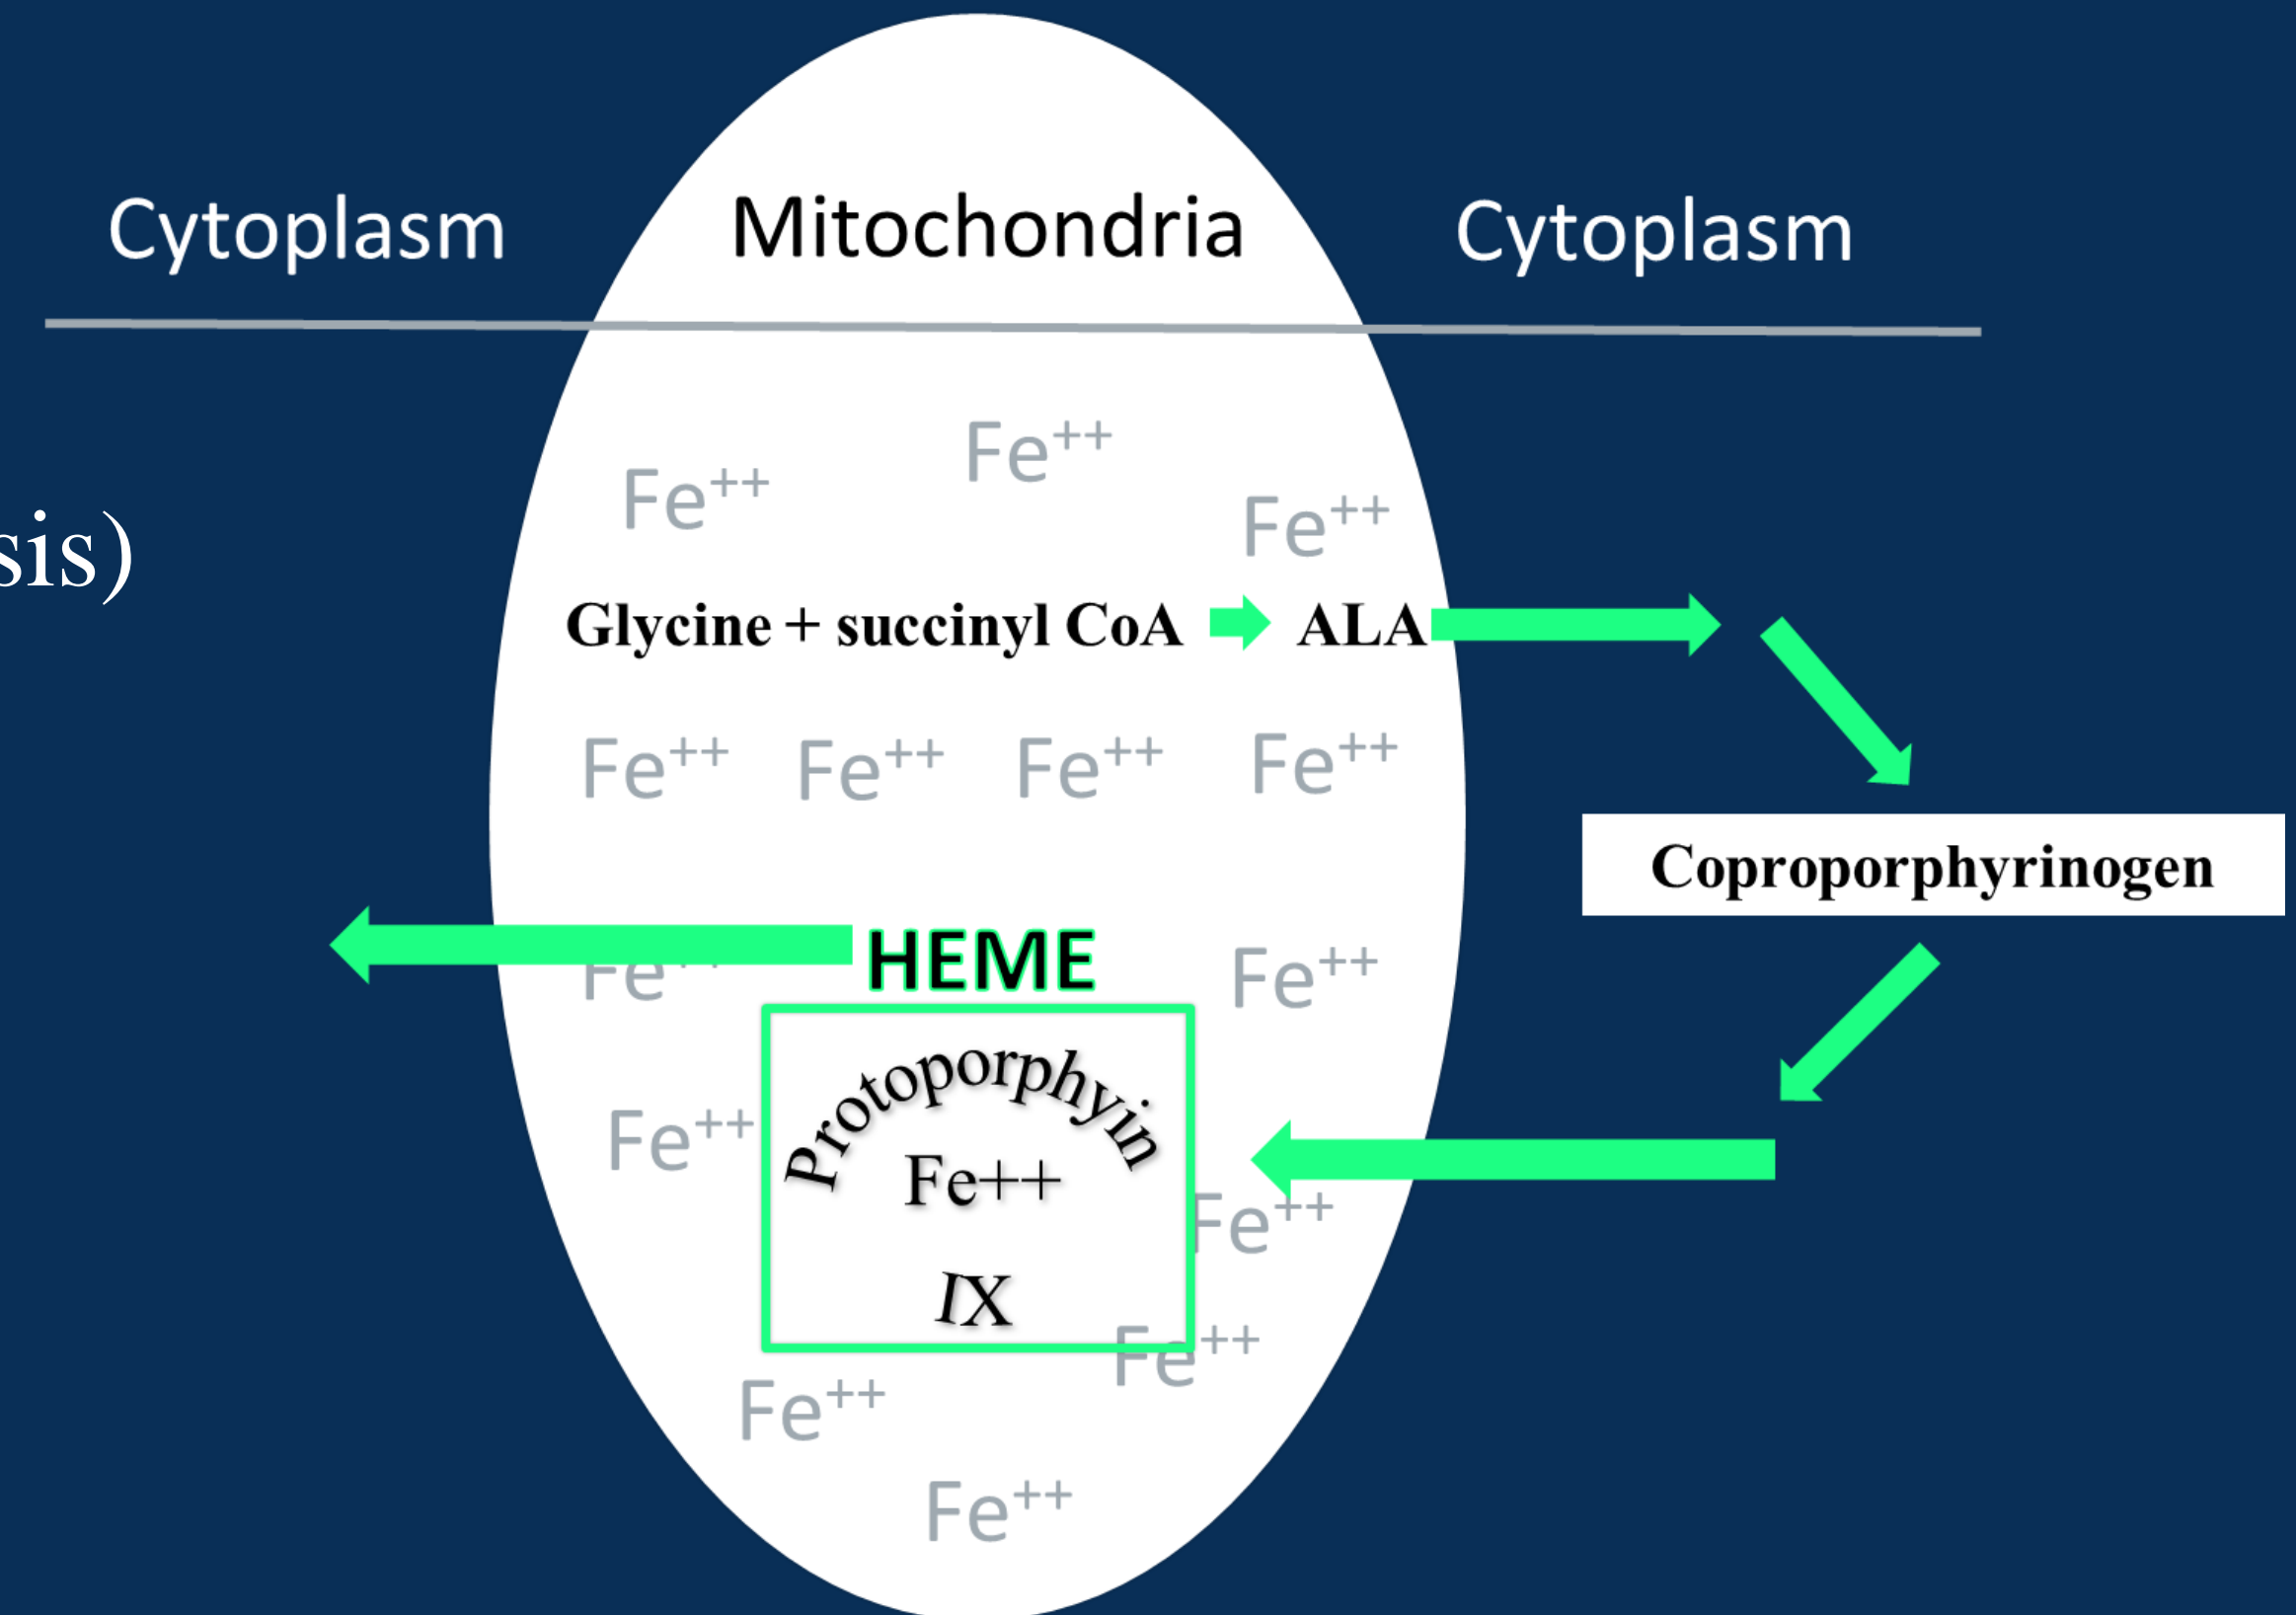 Cytoplasm Mitochondria Cytoplasm
Fe++
Fe++
Fe++
sis)
Glycine + succinyl CoA ALA
Fe++ Fe++ Fe++ Fe++
Coproporphyrinogen
HEME
Fe++ Fe++
Protoporphyin
Fe++
Fe++
Fe++
IX
Fe++
Fe++
Fe++